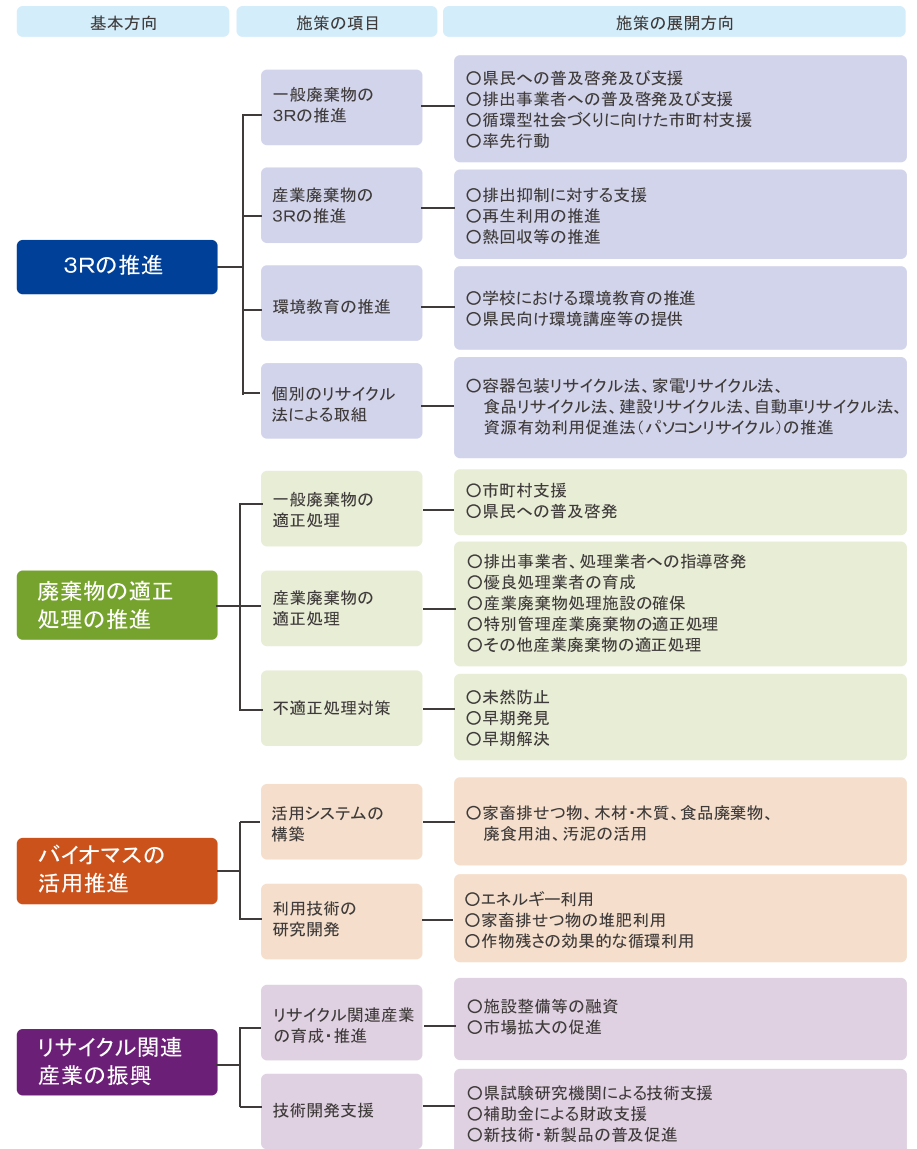 基本方向
施策の項目
施策の展開方向
3Rの推進
一般廃棄物の
3Rの推進
○県民への普及啓発及び支援
○排出事業者への普及啓発及び支援
○循環型社会づくりに向けた市町村支援
○率先行動
産業廃棄物の
3Rの推進
○排出抑制に対する支援
○再生利用の推進
○熱回収等の推進
環境教育の推進
○学校における環境教育の推進
○県民向け環境講座等の提供
個別のリサイクル
法による取組
○容器包装リサイクル法、家電リサイクル法、
食品リサイクル法、建設リサイクル法、自動車リサイクル法、
資源有効利用促進法(パソコンリサイクル)の推進
廃棄物の適正
処理の推進
一般廃棄物の
適正処理
○市町村支援
○県民への普及啓発
産業廃棄物の
適正処理
○排出事業者、処理業者への指導啓発
○優良処理業者の育成
○産業廃棄物処理施設の確保
○特別管理産業廃棄物の適正処理
○その他産業廃棄物の適正処理
不適正処理対策
○未然防止
○早期発見
○早期解決
バイオマスの
活用推進
活用システムの
構築
○家畜排せつ物、木材・木質、食品廃棄物、
廃食用油、汚泥の活用
利用技術の
研究開発
○エネルギー利用
○家畜排せつ物の堆肥利用
○作物残さの効果的な循環利用
リサイクル関連
産業の振興
リサイクル関連産業
の育成・推進
○施設整備等の融資
○市場拡大の促進
技術開発支援
○県試験研究機関による技術支援
○補助金による財政支援
○新技術・新製品の普及促進